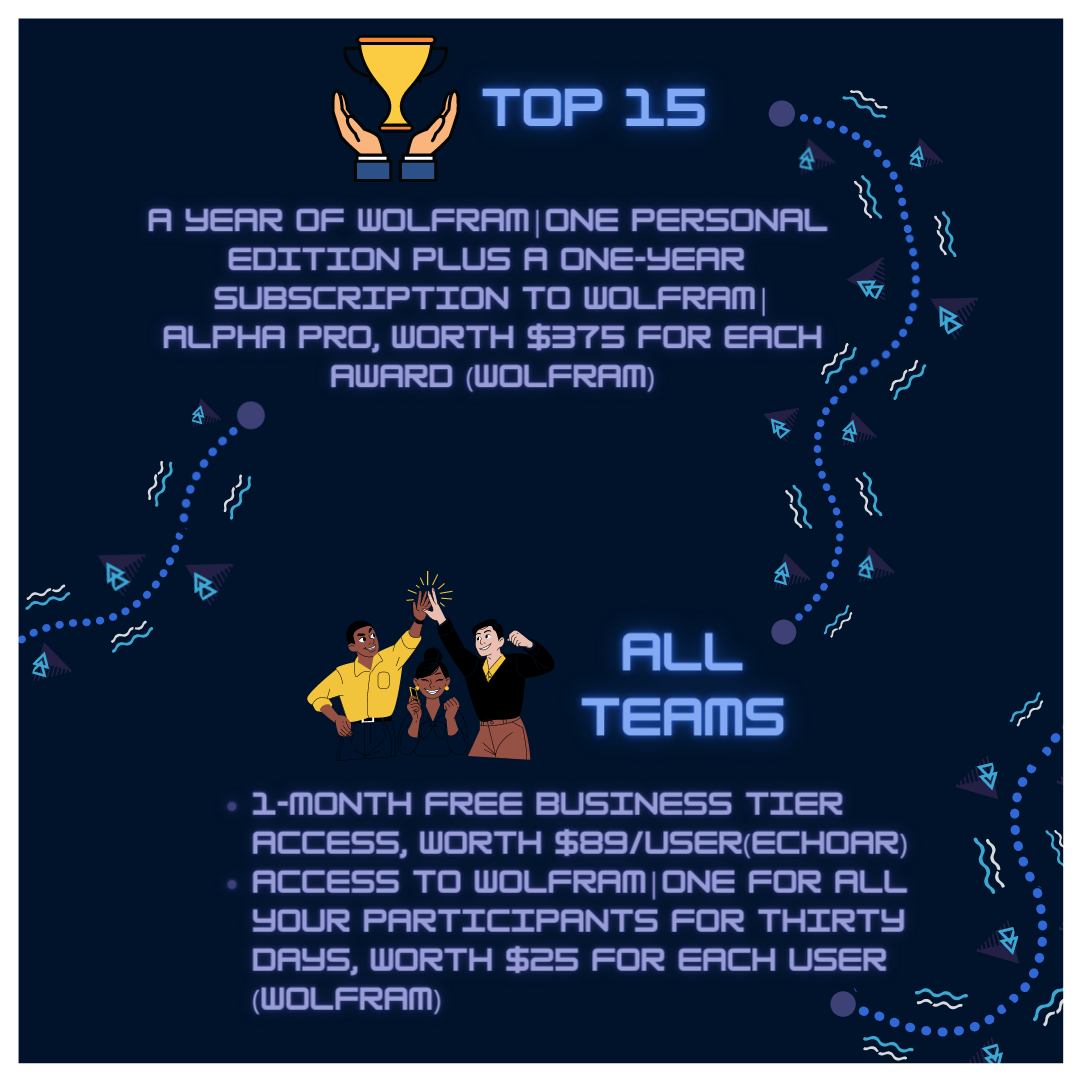 TOP 15
A YEAR OF WOLFRAM|ONE PERSONAL
EDITION PLUS A ONE-YEAR
SUBSCRIPTION TO WOLFRAM|
ALPHA PRO, WORTH $375 FOR EACH
AWARD (WOLFRAM)
ALL
TEAMS
• 1-MONTH FREE BUSINESS TIER
ACCESS, WORTH $89/USER(ECHOAR)
• ACCESS TO WOLFRAM|ONE FOR ALL
YOUR PARTICIPANTS FOR THIRTY
DAYS, WORTH $25 FOR EACH USER
(WOLFRAM)